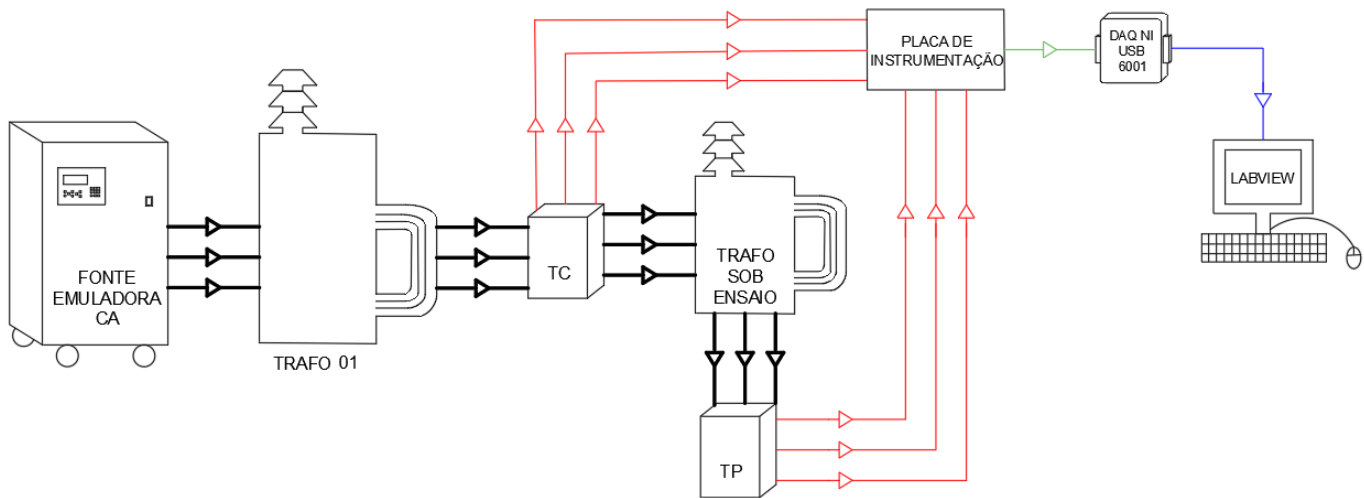 PLACA DE
INSTRUMENTAÇÃO
DAQ NI
USB
6001
LABVIEW
FONTE
EMULADORA
CA
TRAFO 01
TC
TRAFO
SOB
ENSAIO
TP